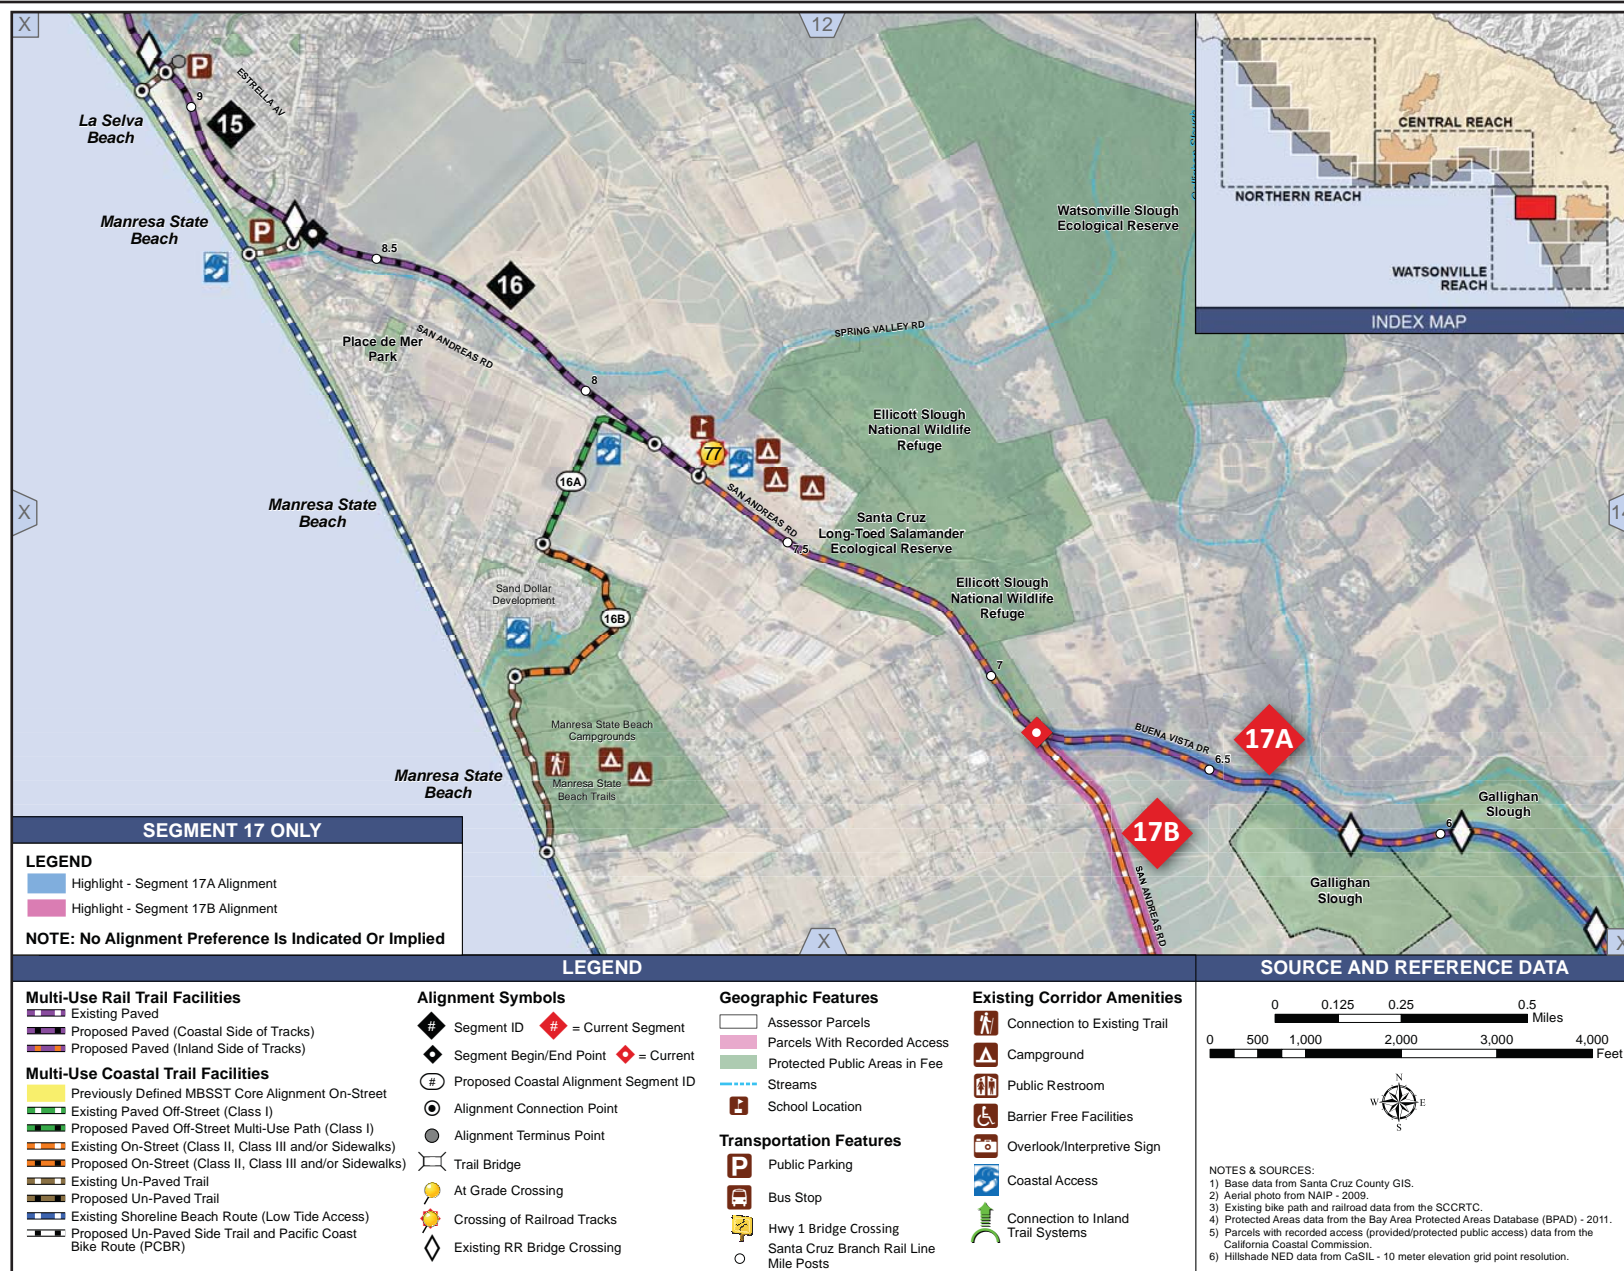 X
12
La Selva
Beach
P
9
ESTRELLA AV
15
Manresa State
Beach
P
8.5
16
Place de Mer
Park
SAN ANDREAS RD
SPRING VALLEY RD
Watsonville Slough
Ecological Reserve
8
Ellicott Slough
National Wildlife
Refuge
77
16A
X
Manresa State
Beach
SAN ANDREAS RD
7.5
Santa Cruz
Long-Toed Salamander
Ecological Reserve
Ellicott Slough
National Wildlife
Refuge
Sand Dollar
Development
16B
7
Manresa State Beach
Campgrounds
Manresa State
Beach Trails
Manresa State
Beach
BUENA VISTA DR
6.5
17A
17B
SAN ANDREAS RD
6
Gallighan
Slough
Gallighan
Slough
X
CENTRAL REACH
NORTHERN REACH
WATSONVILLE
REACH
INDEX MAP
SEGMENT 17 ONLY
LEGEND
Highlight - Segment 17A Alignment
Highlight - Segment 17B Alignment
NOTE: No Alignment Preference Is Indicated Or Implied
LEGEND
Multi-Use Rail Trail Facilities
Existing Paved
Proposed Paved (Coastal Side of Tracks)
Proposed Paved (Inland Side of Tracks)
Multi-Use Coastal Trail Facilities
Previously Defined MBSST Core Alignment On-Street
Existing Paved Off-Street (Class I)
Proposed Paved Off-Street Multi-Use Path (Class I)
Existing On-Street (Class II, Class III and/or Sidewalks)
Proposed On-Street (Class II, Class III and/or Sidewalks)
Existing Un-Paved Trail
Proposed Un-Paved Trail
Existing Shoreline Beach Route (Low Tide Access)
Proposed Un-Paved Side Trail and Pacific Coast
Bike Route (PCBR)
Alignment Symbols
# Segment ID # = Current Segment
Segment Begin/End Point = Current
# Proposed Coastal Alignment Segment ID
Alignment Connection Point
Alignment Terminus Point
Trail Bridge
At Grade Crossing
Crossing of Railroad Tracks
Existing RR Bridge Crossing
Geographic Features
Assessor Parcels
Parcels With Recorded Access
Protected Public Areas in Fee
Streams
School Location
Transportation Features
P Public Parking
Bus Stop
Hwy 1 Bridge Crossing
Santa Cruz Branch Rail Line
Mile Posts
Existing Corridor Amenities
Connection to Existing Trail
Campground
Public Restroom
Barrier Free Facilities
Overlook/Interpretive Sign
Coastal Access
Connection to Inland
Trail Systems
SOURCE AND REFERENCE DATA
0 0.125 0.25 0.5
Miles
0 500 1,000 2,000 3,000 4,000
Feet
N
W E
S
NOTES & SOURCES:
1) Base data from Santa Cruz County GIS.
2) Aerial photo from NAIP - 2009.
3) Existing bike path and railroad data from the SCCRTC.
4) Protected Areas data from the Bay Area Protected Areas Database (BPAD) - 2011.
5) Parcels with recorded access (provided/protected public access) data from the
California Coastal Commission.
6) Hillshade NED data from CaSIL - 10 meter elevation grid point resolution.